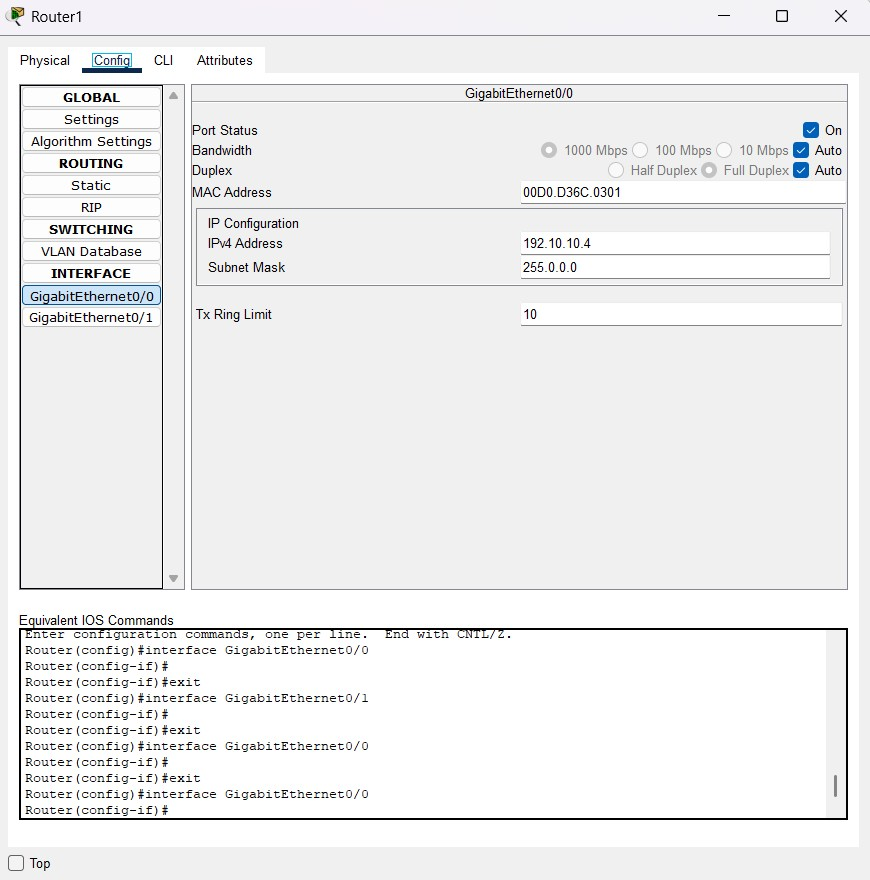 Router1
Physical Config CLI Attributes
GLOBAL
Settings
Algorithm Settings
ROUTING
Static
RIP
SWITCHING
VLAN Database
INTERFACE
GigabitEthernet0/0
GigabitEthernet0/1
GigabitEthernet0/0
Port Status On
Bandwidth 1000 Mbps 100 Mbps 10 Mbps Auto
Duplex Half Duplex Full Duplex Auto
MAC Address 00D0.D36C.0301
IP Configuration
IPv4 Address 192.10.10.4
Subnet Mask 255.0.0.0
Tx Ring Limit 10
Equivalent IOS Commands
Enter configuration commands, one per line.  End with CNTL/Z.
Router(config)#interface GigabitEthernet0/0
Router(config-if)#
Router(config-if)#exit
Router(config)#interface GigabitEthernet0/1
Router(config-if)#
Router(config-if)#exit
Router(config)#interface GigabitEthernet0/0
Router(config-if)#
Router(config-if)#exit
Router(config)#interface GigabitEthernet0/0
Router(config-if)#
Top